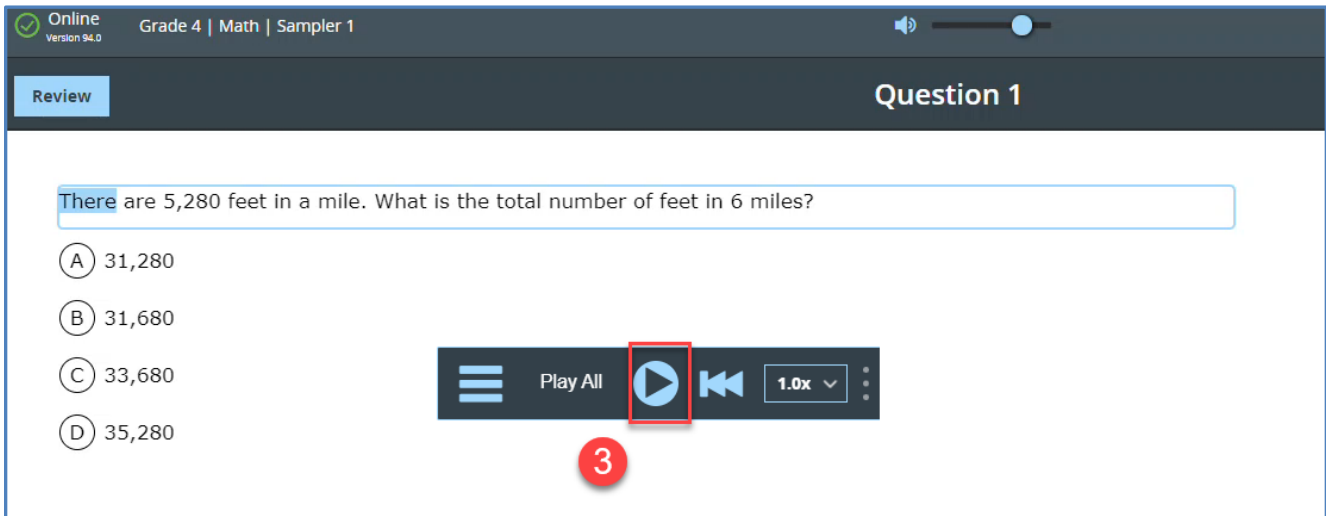 Online
Version 94.0
Grade 4 | Math | Sampler 1
Review
Question 1
There are 5,280 feet in a mile. What is the total number of feet in 6 miles?
A 31,280
B 31,680
C 33,680
D 35,280
Play All
1.0x
3